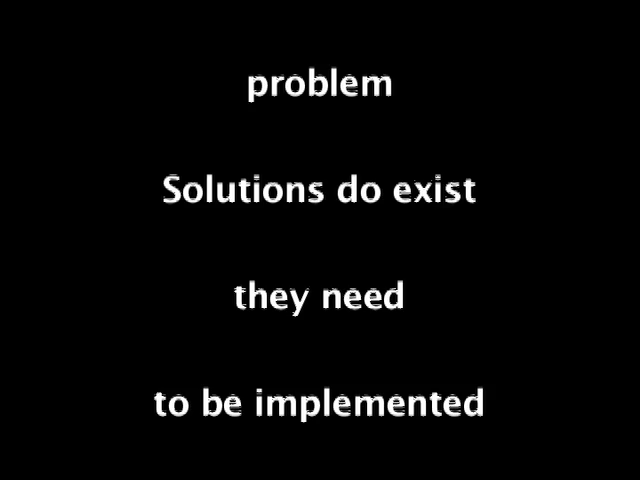 problem
Solutions do exist
they need
to be implemented